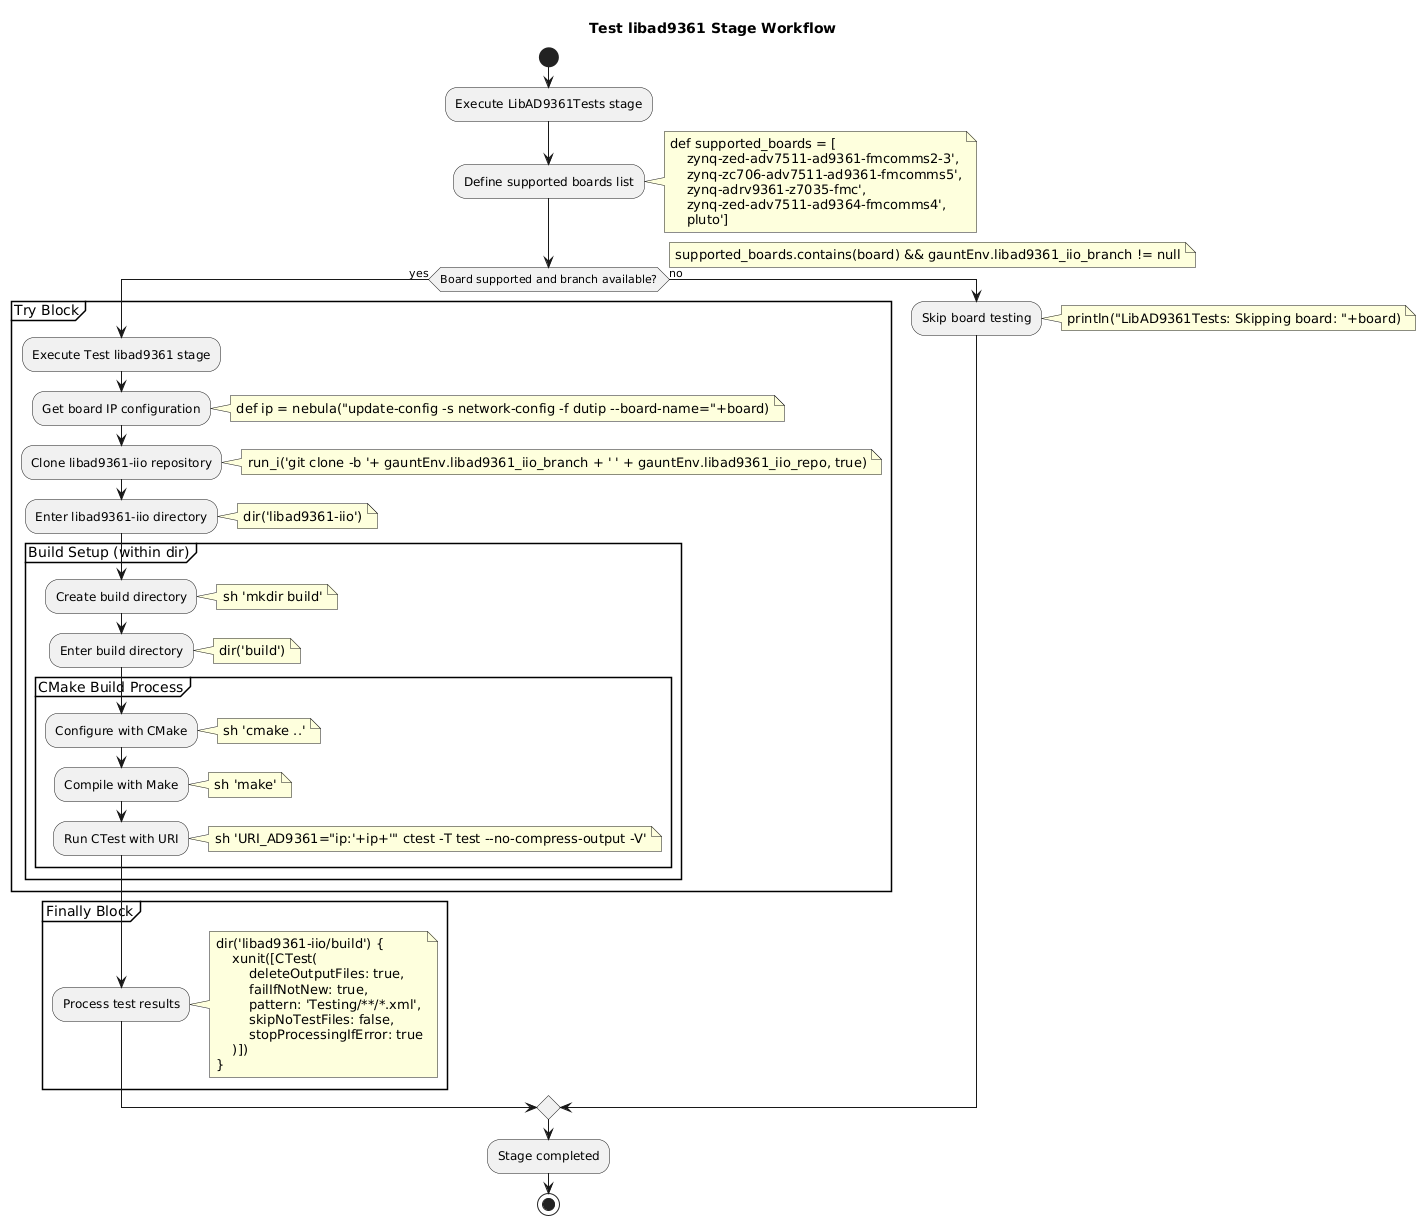 Test libad9361 Stage Workflow
Execute LibAD9361Tests stage
def supported_boards = [
    zynq-zed-adv7511-ad9361-fmcomms2-3',
    zynq-zc706-adv7511-ad9361-fmcomms5',
    zynq-adrv9361-z7035-fmc',
    zynq-zed-adv7511-ad9364-fmcomms4',
    pluto']
Define supported boards list
supported_boards.contains(board) && gauntEnv.libad9361_iio_branch != null
yes
Board supported and branch available?
no
Try Block
Skip board testing
println("LibAD9361Tests: Skipping board: "+board)
Execute Test libad9361 stage
Get board IP configuration
def ip = nebula("update-config -s network-config -f dutip --board-name="+board)
Clone libad9361-iio repository
run_i('git clone -b '+ gauntEnv.libad9361_iio_branch + ' ' + gauntEnv.libad9361_iio_repo, true)
Enter libad9361-iio directory
dir('libad9361-iio')
Build Setup (within dir)
Create build directory
sh 'mkdir build'
Enter build directory
dir('build')
CMake Build Process
Configure with CMake
sh 'cmake ..'
Compile with Make
sh 'make'
Run CTest with URI
sh 'URI_AD9361="ip:'+ip+'" ctest -T test --no-compress-output -V'
Finally Block
Process test results
dir('libad9361-iio/build') {
    xunit([CTest(
        deleteOutputFiles: true,
        failIfNotNew: true,
        pattern: 'Testing/**/*.xml',
        skipNoTestFiles: false,
        stopProcessingIfError: true
    )])
}
Stage completed